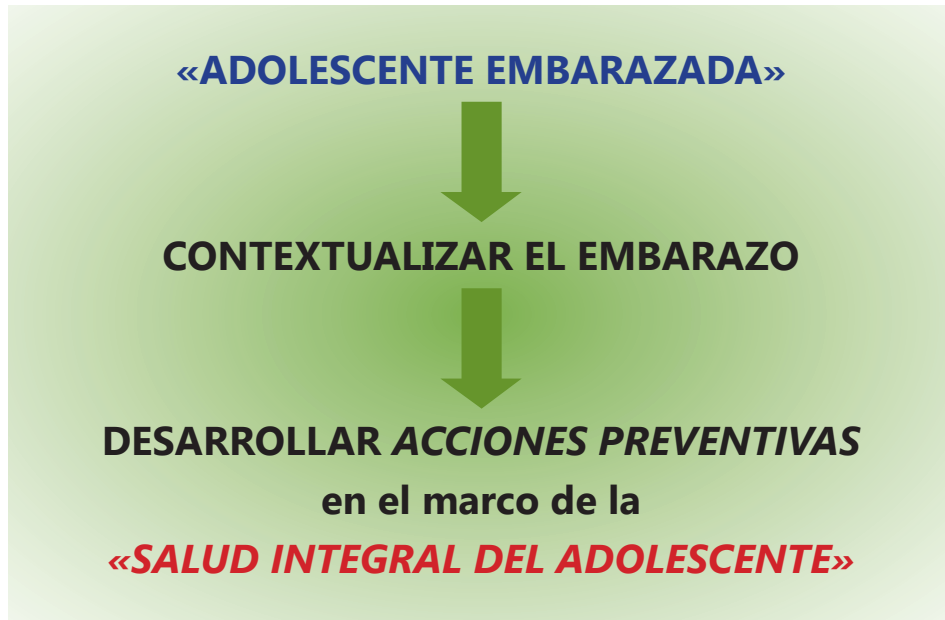 «ADOLESCENTE EMBARAZADA»
CONTEXTUALIZAR EL EMBARAZO
DESARROLLAR ACCIONES PREVENTIVAS
en el marco de la
«SALUD INTEGRAL DEL ADOLESCENTE»